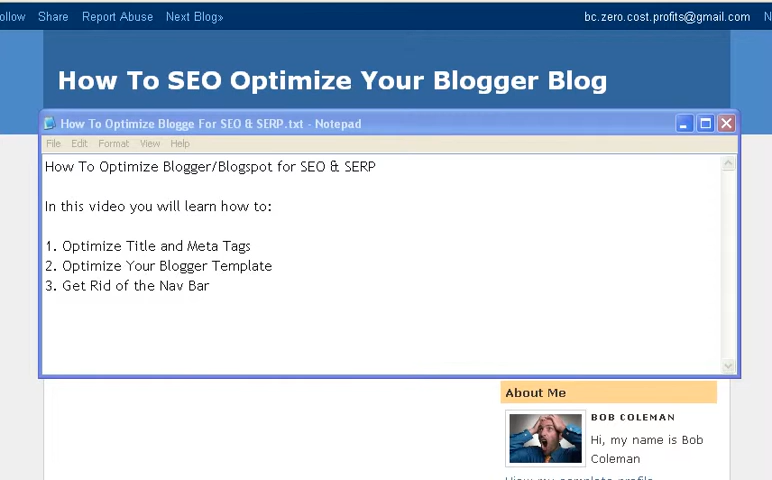 ollow Share Report Abuse Next Blog» bc.zero.cost.profits@gmail.com N
How To SEO Optimize Your Blogger Blog
How To Optimize Blogge For SEO & SERP.txt - Notepad
File Edit Format View Help
How To Optimize Blogger/Blogspot for SEO & SERP
In this video you will learn how to:
1. Optimize Title and Meta Tags
2. Optimize Your Blogger Template
3. Get Rid of the Nav Bar
About Me
BOB COLEMAN
Hi, my name is Bob
Coleman
View my complete profile